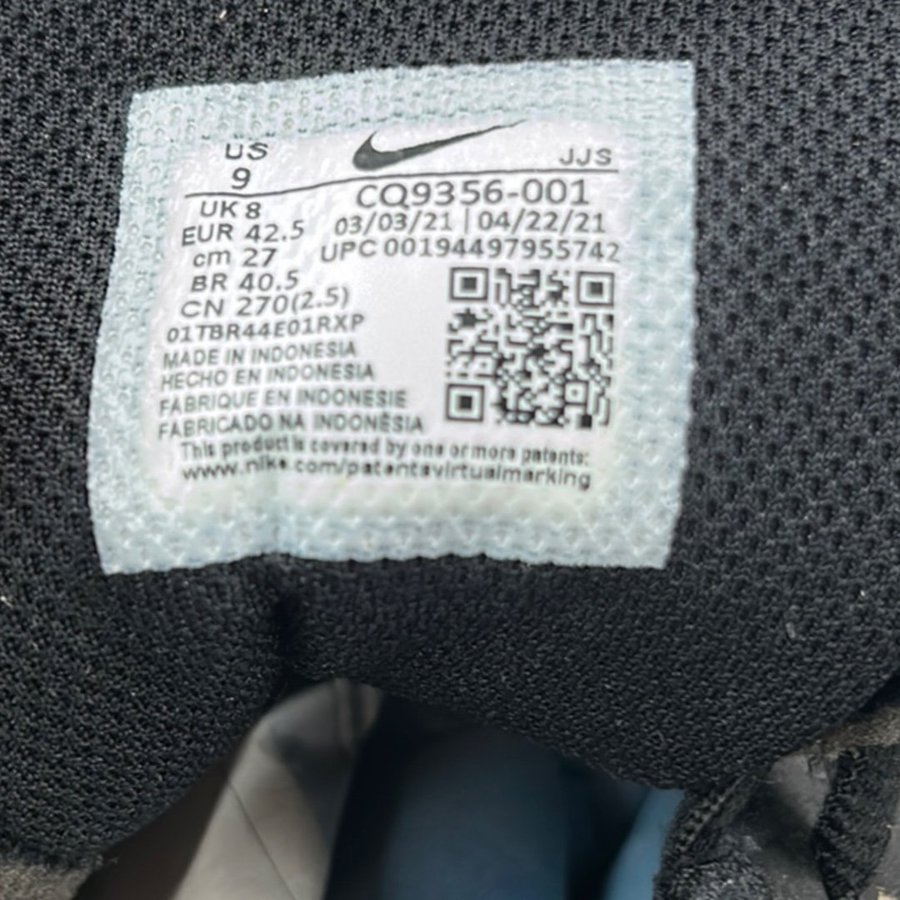 US
9
JJS
CQ9356-001
UK 8
03/03/21 | 04/22/21
EUR 42.5
UPC 00194497955742
cm 27
BR 40.5
CN 270(2.5)
01TBR44E01RXP
MADE IN INDONESIA
HECHO EN INDONESIA
FABRIQUE EN INDONESIE
FABRICADO NA INDONÉSIA
This product is covered by one or more patents:
www.nike.com/patentsvirtualmarking